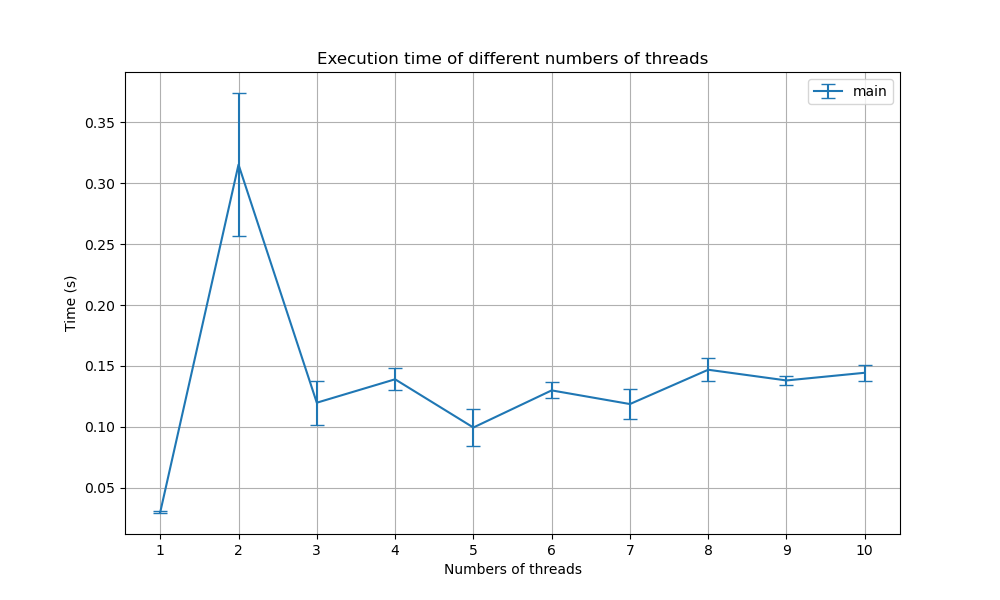 Execution time of different numbers of threads
main
Time (s)
0.35
0.30
0.25
0.20
0.15
0.10
0.05
1 2 3 4 5 6 7 8 9 10
Numbers of threads